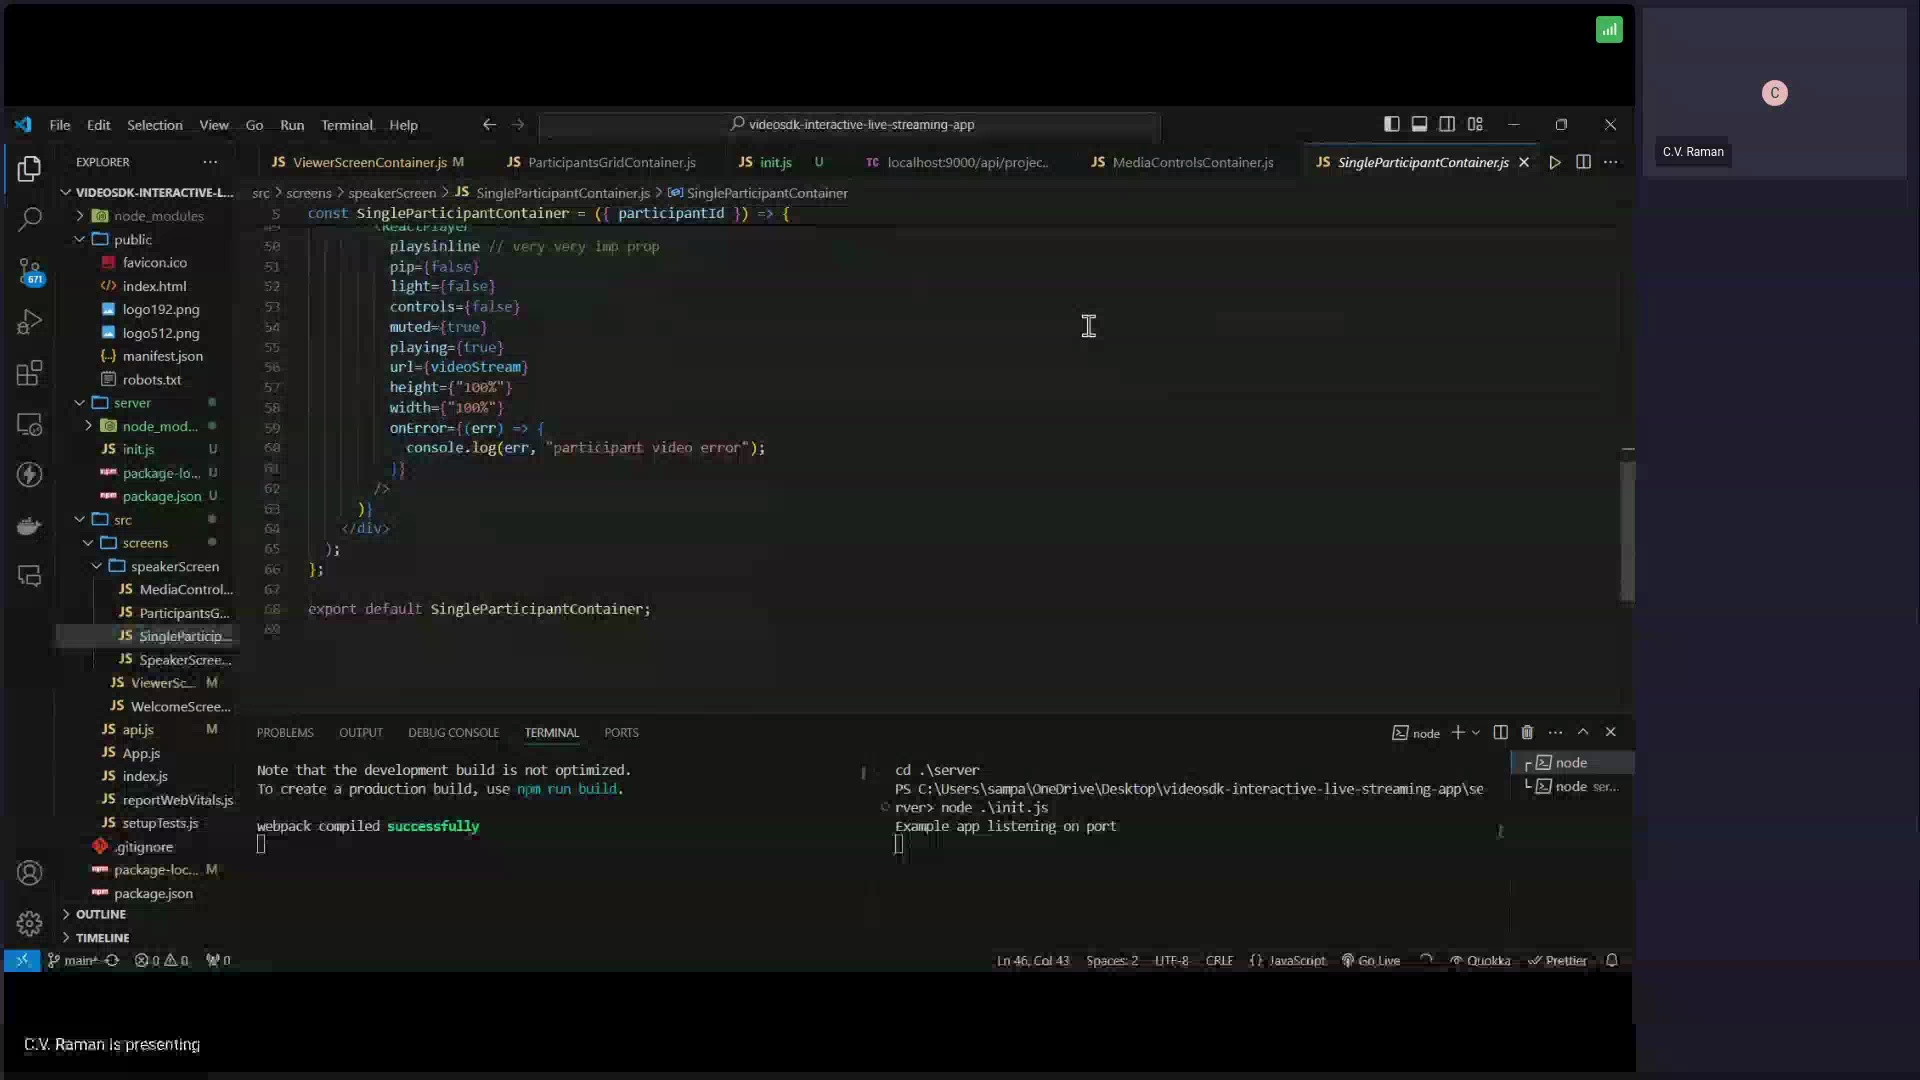 C
C.V. Raman
File Edit Selection View Go Run Terminal Help
videosdk-interactive-live-streaming-app
EXPLORER
ViewerScreenContainer.js M
ParticipantsGridContainer.js
init.js U
localhost:9000/api/projec..
MediaControlsContainer.js
SingleParticipantContainer.js
VIDEOSDK-INTERACTIVE-L...
src > screens > speakerScreen > JS SingleParticipantContainer.js > SingleParticipantContainer
node_modules
public
favicon.ico
index.html
logo192.png
logo512.png
manifest.json
robots.txt
server
node_mod...
init.js U
package-lo... U
package.json U
src
screens
speakerScreen
MediaControl...
ParticipantsG...
SingleParticip...
SpeakerScree...
ViewerSc... M
WelcomeScree...
api.js M
App.js
index.js
reportWebVitals.js
setupTests.js
.gitignore
package-loc... M
package.json
OUTLINE
TIMELINE
671
5 const SingleParticipantContainer = ({ participantId }) => {
49 <ReactPlayer
50 playsinline // very very imp prop
51 pip={false}
52 light={false}
53 controls={false}
54 muted={true}
55 playing={true}
56 url={videoStream}
57 height={"100%"}
58 width={"100%"}
59 onError={(err) => {
60 console.log(err, "participant video error");
61 }}
62 />
63 )}
64 </div>
65 );
66 };
67
68 export default SingleParticipantContainer;
69
PROBLEMS OUTPUT DEBUG CONSOLE TERMINAL PORTS
node
Note that the development build is not optimized.
To create a production build, use npm run build.
webpack compiled successfully
cd .\server
PS C:\Users\sampa\OneDrive\Desktop\videosdk-interactive-live-streaming-app\se
rver> node .\init.js
Example app listening on port
node
node ser...
main* 0 0 0
Ln 46, Col 43 Spaces: 2 UTF-8 CRLF {} JavaScript Go Live Quokka Prettier
C.V. Raman is presenting